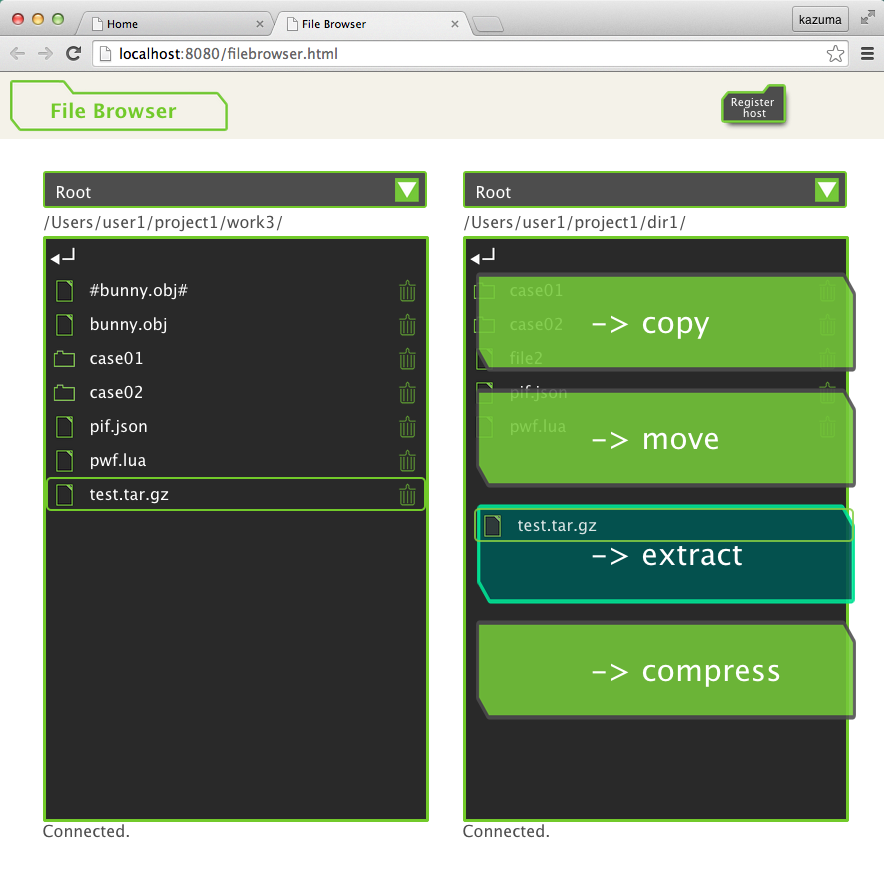 Home
File Browser
kazuma
localhost:8080/filebrowser.html
File Browser
Register
host
Root
/Users/user1/project1/work3/
#bunny.obj#
bunny.obj
case01
case02
pif.json
pwf.lua
test.tar.gz
Connected.
Root
/Users/user1/project1/dir1/
case01
case02
file2
pif.json
pwf.lua
-> copy
-> move
test.tar.gz
-> extract
-> compress
Connected.